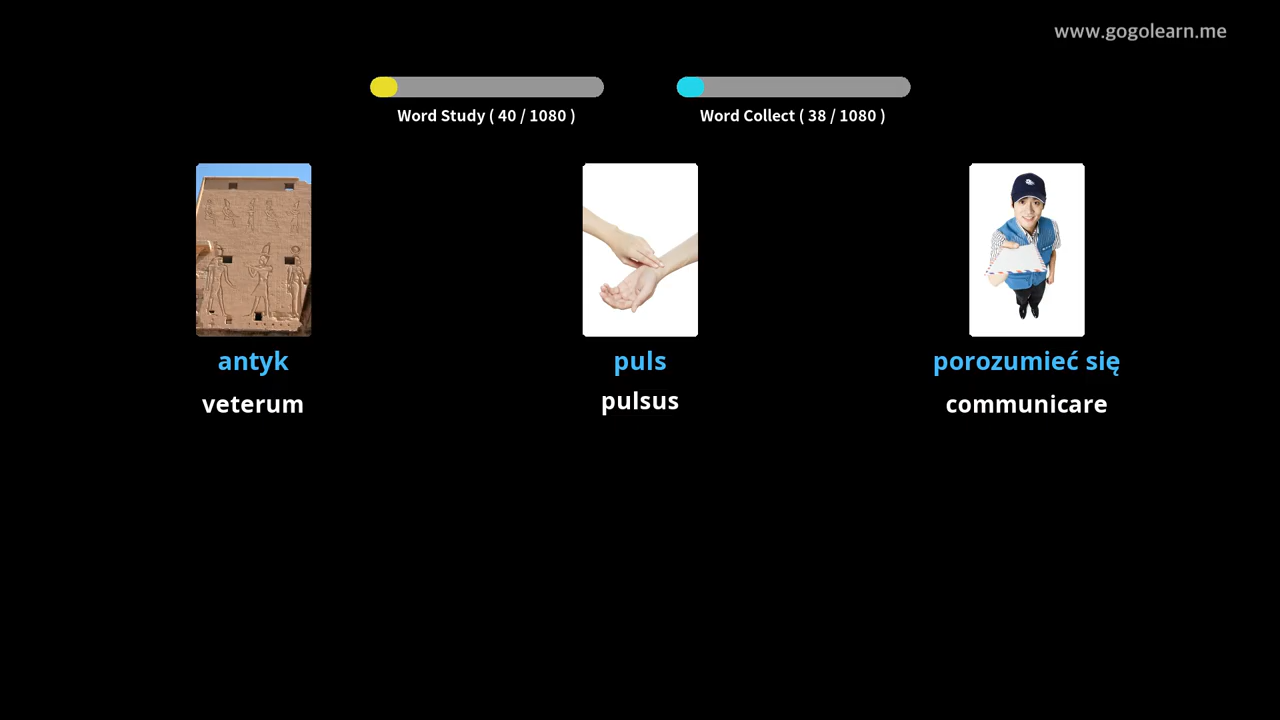 www.gogolearn.me
Word Study ( 40 / 1080 )
Word Collect ( 38 / 1080 )
antyk
puls
porozumieć się
veterum
pulsus
communicare